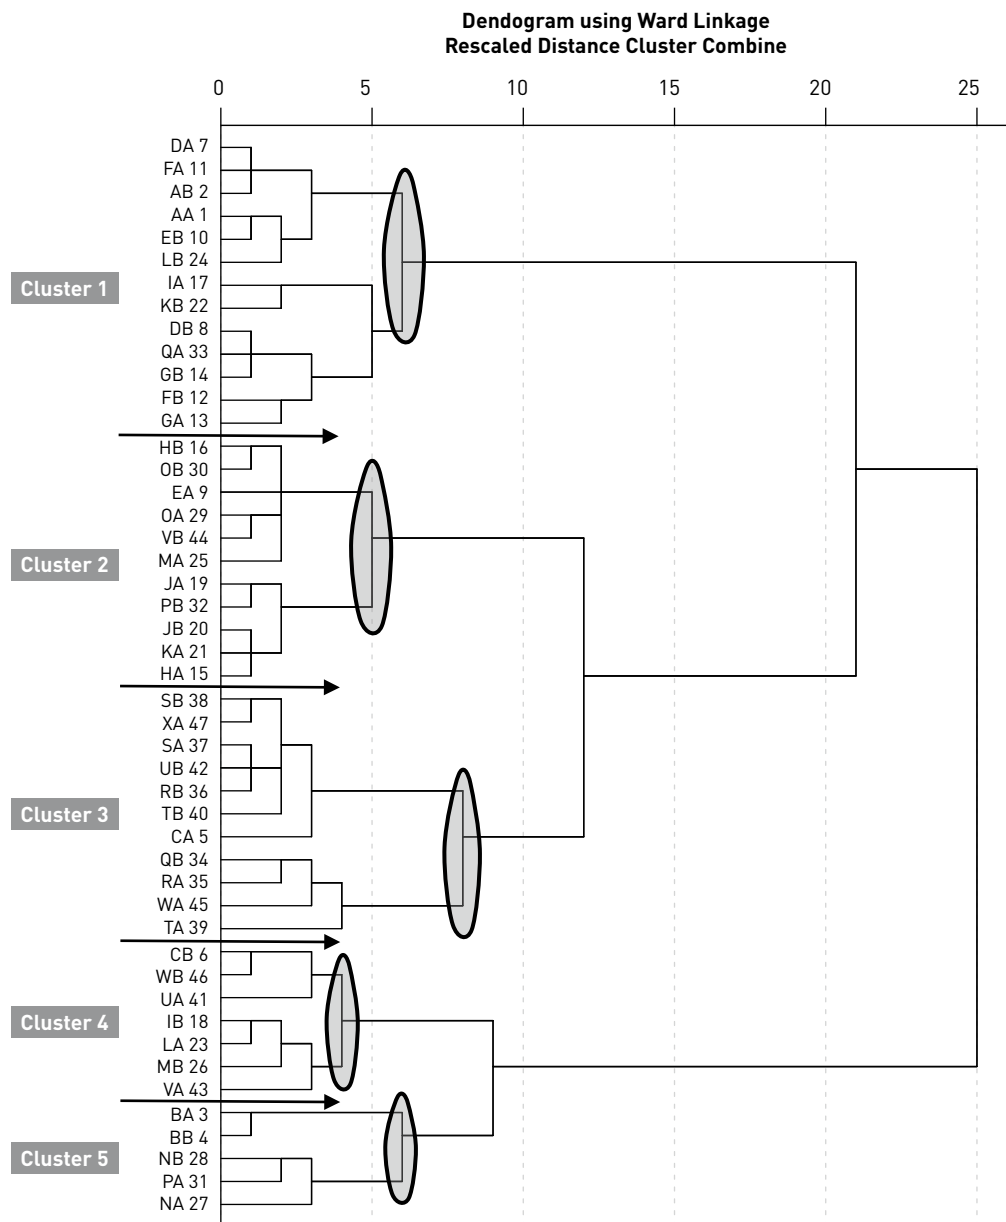 Dendogram using Ward Linkage
Rescaled Distance Cluster Combine
0 5 10 15 20 25
DA 7
FA 11
AB 2
AA 1
EB 10
LB 24
IA 17
Cluster 1
KB 22
DB 8
QA 33
GB 14
FB 12
GA 13
HB 16
OB 30
EA 9
OA 29
VB 44
MA 25
Cluster 2
JA 19
PB 32
JB 20
KA 21
HA 15
SB 38
XA 47
SA 37
UB 42
RB 36
TB 40
Cluster 3
CA 5
QB 34
RA 35
WA 45
TA 39
CB 6
WB 46
UA 41
IB 18
Cluster 4
LA 23
MB 26
VA 43
BA 3
BB 4
NB 28
Cluster 5
PA 31
NA 27